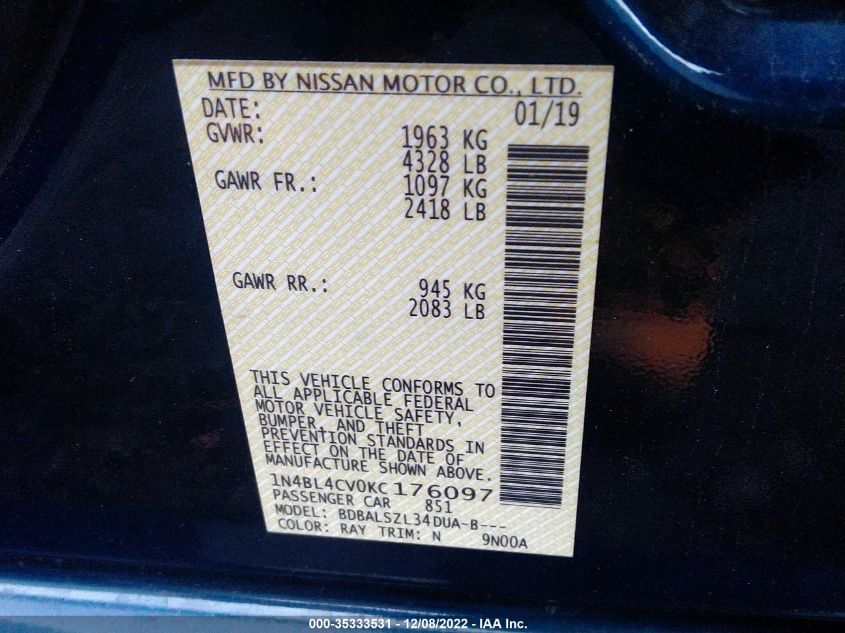 MFD BY NISSAN MOTOR CO., LTD.
DATE: 01/19
GVWR: 1963 KG
4328 LB
GAWR FR.: 1097 KG
2418 LB
GAWR RR.: 945 KG
2083 LB
THIS VEHICLE CONFORMS TO
ALL APPLICABLE FEDERAL
MOTOR VEHICLE SAFETY,
BUMPER, AND THEFT
PREVENTION STANDARDS IN
EFFECT ON THE DATE OF
MANUFACTURE SHOWN ABOVE.
1N4BL4CV0KC176097
PASSENGER CAR 851
MODEL: BDBALSZL34DUA-B---
COLOR: RAY TRIM: N 9N00A
000-35333531 - 12/08/2022 - IAA Inc.